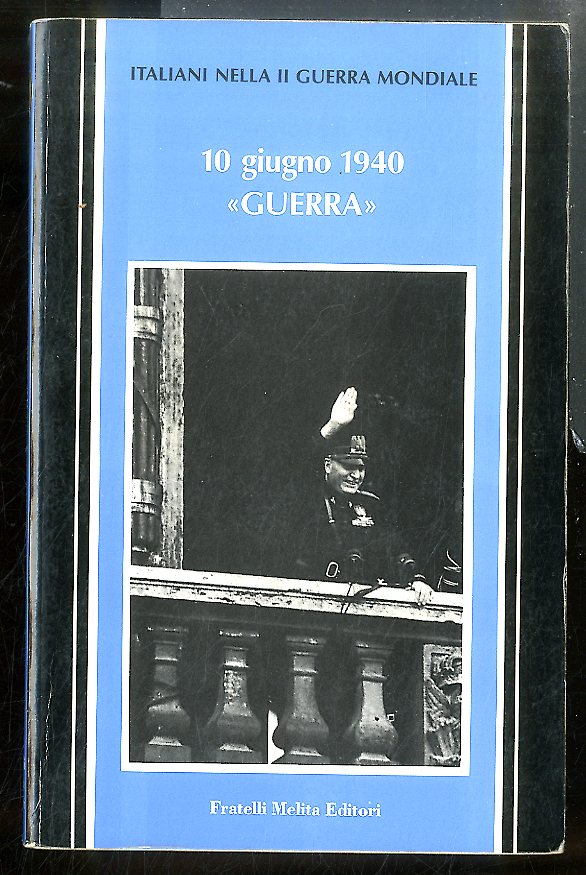 ITALIANI NELLA II GUERRA MONDIALE
10 giugno 1940
«GUERRA»
Fratelli Melita Editori